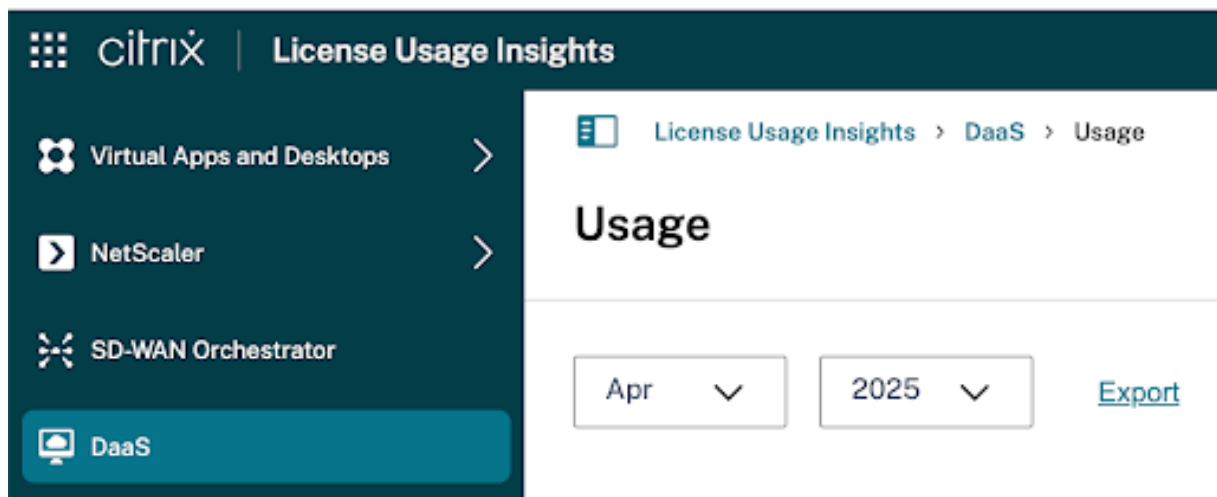 citrix | License Usage Insights
Virtual Apps and Desktops
NetScaler
SD-WAN Orchestrator
DaaS
License Usage Insights > DaaS > Usage
Usage
Apr
2025
Export